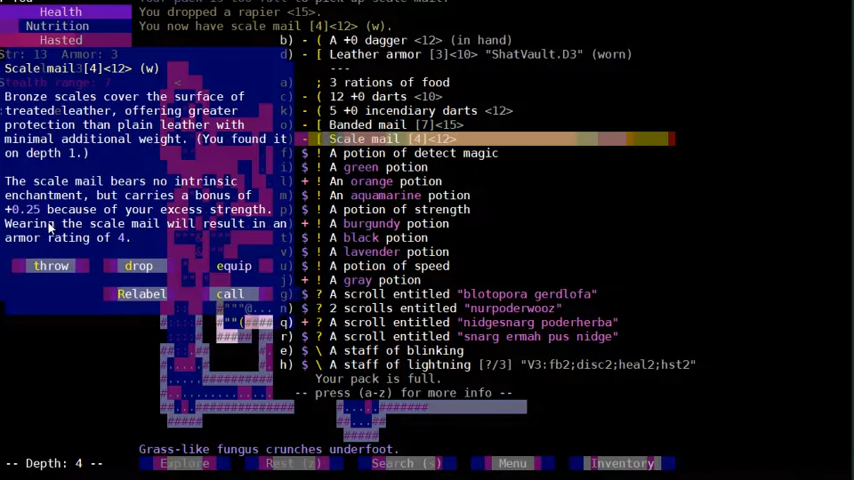 You dropped a rapier <15>.
You now have scale mail [4]<12> (w).
Health
Nutrition
Hasted
Str: 13 Armor: 3
Stealth range: 7
Scale mail [4]<12> (w)
Bronze scales cover the surface of
treated leather, offering greater
protection than plain leather with
minimal additional weight. (You found it
on depth 1.)
The scale mail bears no intrinsic
enchantment, but carries a bonus of
+0.25 because of your excess strength.
Wearing the scale mail will result in an
armor rating of 4.
throw drop equip
Relabel call
b) - ( A +0 dagger <12> (in hand)
d) - [ Leather armor [3]<10> "ShatVault.D3" (worn)
---
a) ; 3 rations of food
c) - ( 12 +0 darts <10>
k) - ( 5 +0 incendiary darts <12>
o) - [ Banded mail [7]<15>
- [ Scale mail [4]<12>
f) $ ! A potion of detect magic
i) $ ! A green potion
l) + ! An orange potion
m) $ ! An aquamarine potion
s) $ ! A potion of strength
p) + ! A burgundy potion
t) $ ! A black potion
v) $ ! A lavender potion
u) $ ! A potion of speed
j) + ! A gray potion
g) $ ? A scroll entitled "blotopora gerdlofa"
n) $ ? 2 scrolls entitled "nurpoderwooz"
q) + ? A scroll entitled "nidgesnarg poderherba"
r) $ ? A scroll entitled "snarg ermah pus nidge"
e) $ \ A staff of blinking
h) $ \ A staff of lightning [?/3] "V3:fb2;disc2;heal2;hst2"
Your pack is full.
-- press (a-z) for more info --
Grass-like fungus crunches underfoot.
-- Depth: 4 --
Explore Rest (z) Search (s) Menu Inventory